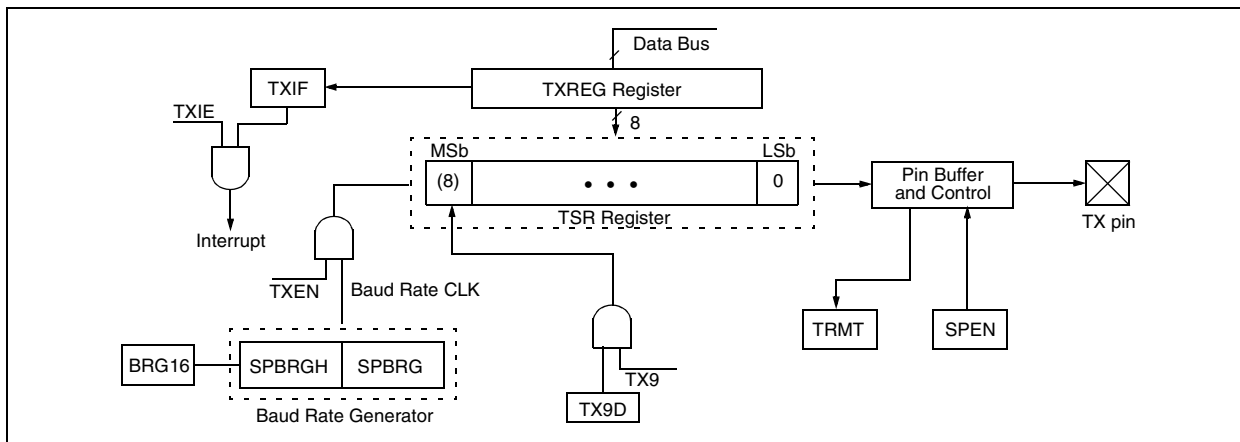 Data Bus
TXIF
TXREG Register
TXIE
8
MSb
LSb
(8)
• • •
0
Pin Buffer
and Control
TSR Register
TX pin
Interrupt
TXEN
Baud Rate CLK
TRMT
SPEN
BRG16
SPBRGH
SPBRG
TX9
Baud Rate Generator
TX9D